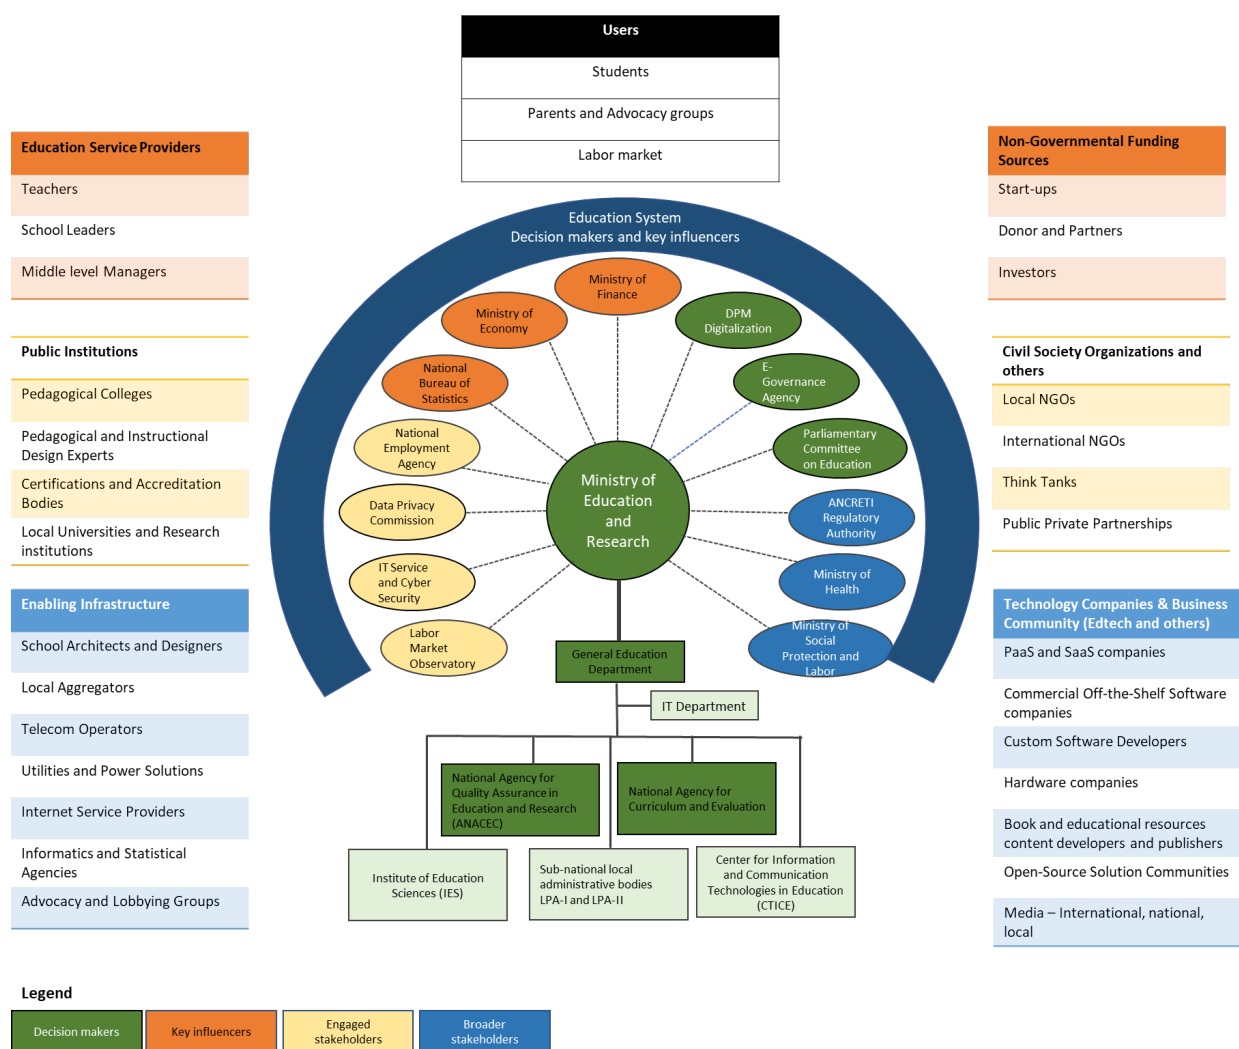 Users
Students
Parents and Advocacy groups
Labor market
Education Service Providers
Teachers
School Leaders
Middle level Managers
Public Institutions
Pedagogical Colleges
Pedagogical and Instructional
Design Experts
Certifications and Accreditation
Bodies
Local Universities and Research
institutions
Enabling Infrastructure
School Architects and Designers
Local Aggregators
Telecom Operators
Utilities and Power Solutions
Internet Service Providers
Informatics and Statistical
Agencies
Advocacy and Lobbying Groups
Education System
Decision makers and key influencers
Ministry of
Finance
Ministry of
Economy
DPM
Digitalization
National
Bureau of
Statistics
E-
Governance
Agency
National
Employment
Agency
Parliamentary
Committee
on Education
Data Privacy
Commission
Ministry of
Education
and
Research
ANCRETI
Regulatory
Authority
IT Service
and Cyber
Security
Ministry of
Health
Labor
Market
Observatory
Ministry of
Social
Protection and
Labor
General Education
Department
IT Department
National Agency for
Quality Assurance in
Education and Research
(ANACEC)
National Agency for
Curriculum and Evaluation
Institute of Education
Sciences (IES)
Sub-national local
administrative bodies
LPA-I and LPA-II
Center for Information
and Communication
Technologies in Education
(CTICE)
Non-Governmental Funding
Sources
Start-ups
Donor and Partners
Investors
Civil Society Organizations and
others
Local NGOs
International NGOs
Think Tanks
Public Private Partnerships
Technology Companies & Business
Community (Edtech and others)
PaaS and SaaS companies
Commercial Off-the-Shelf Software
companies
Custom Software Developers
Hardware companies
Book and educational resources
content developers and publishers
Open-Source Solution Communities
Media – International, national,
local
Legend
Decision makers
Key influencers
Engaged
stakeholders
Broader
stakeholders